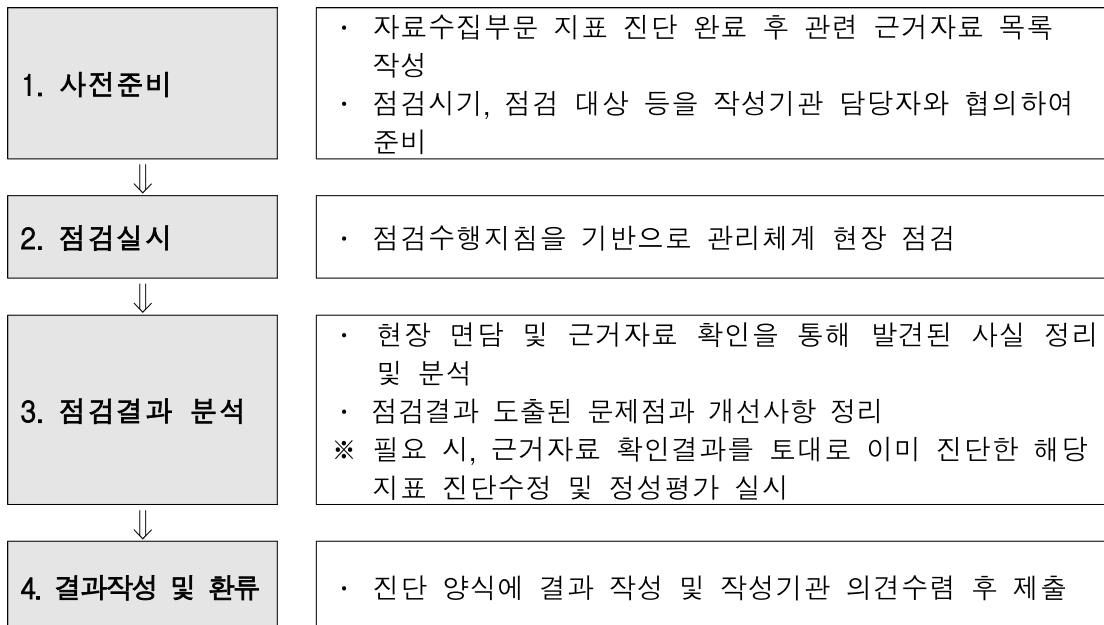 1. 사전준비
· 자료수집부문 지표 진단 완료 후 관련 근거자료 목록
작성
· 점검시기, 점검 대상 등을 작성기관 담당자와 협의하여
준비
⇓
2. 점검실시
· 점검수행지침을 기반으로 관리체계 현장 점검
⇓
3. 점검결과 분석
· 현장 면담 및 근거자료 확인을 통해 발견된 사실 정리
및 분석
· 점검결과 도출된 문제점과 개선사항 정리
※ 필요 시, 근거자료 확인결과를 토대로 이미 진단한 해당
지표 진단수정 및 정성평가 실시
⇓
4. 결과작성 및 환류
· 진단 양식에 결과 작성 및 작성기관 의견수렴 후 제출